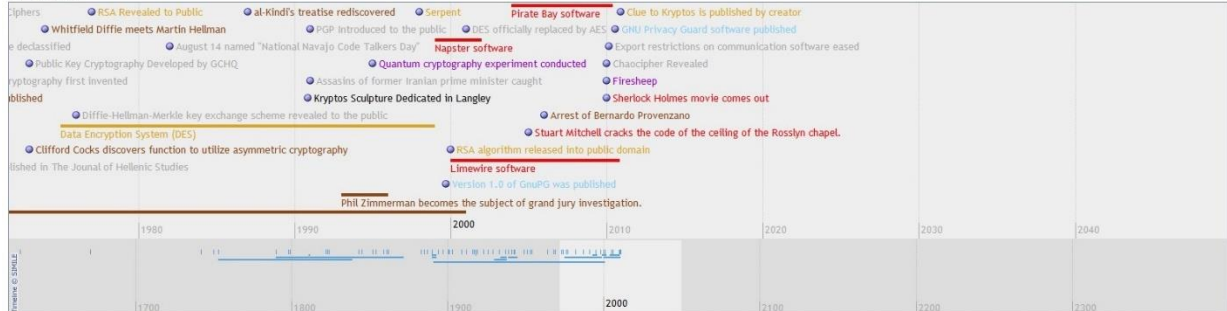 Ciphers RSA Revealed to Public al-Kindi's treatise rediscovered Serpent Pirate Bay software Clue to Kryptos is published by creator
Whitfield Diffie meets Martin Hellman PGP Introduced to the public DES officially replaced by AES GNU Privacy Guard software published
e declassified August 14 named "National Navajo Code Talkers Day" Napster software Export restrictions on communication software eased
Public Key Cryptography Developed by GCHQ Quantum cryptography experiment conducted Chaocipher Revealed
ryptography first invented Assasins of former Iranian prime minister caught Firesheep
ublished Kryptos Sculpture Dedicated in Langley Sherlock Holmes movie comes out
Diffie-Hellman-Merkle key exchange scheme revealed to the public Arrest of Bernardo Provenzano
Data Encryption System (DES) Stuart Mitchell cracks the code of the ceiling of the Rosslyn chapel.
Clifford Cocks discovers function to utilize asymmetric cryptography RSA algorithm released into public domain
blished in The Jounal of Hellenic Studies Limewire software
Version 1.0 of GnuPG was published
Phil Zimmerman becomes the subject of grand jury investigation.
1980 1990 2000 2010 2020 2030 2040
Timeline © SIMILE
1700 1800 1900 2000 2100 2200 2300